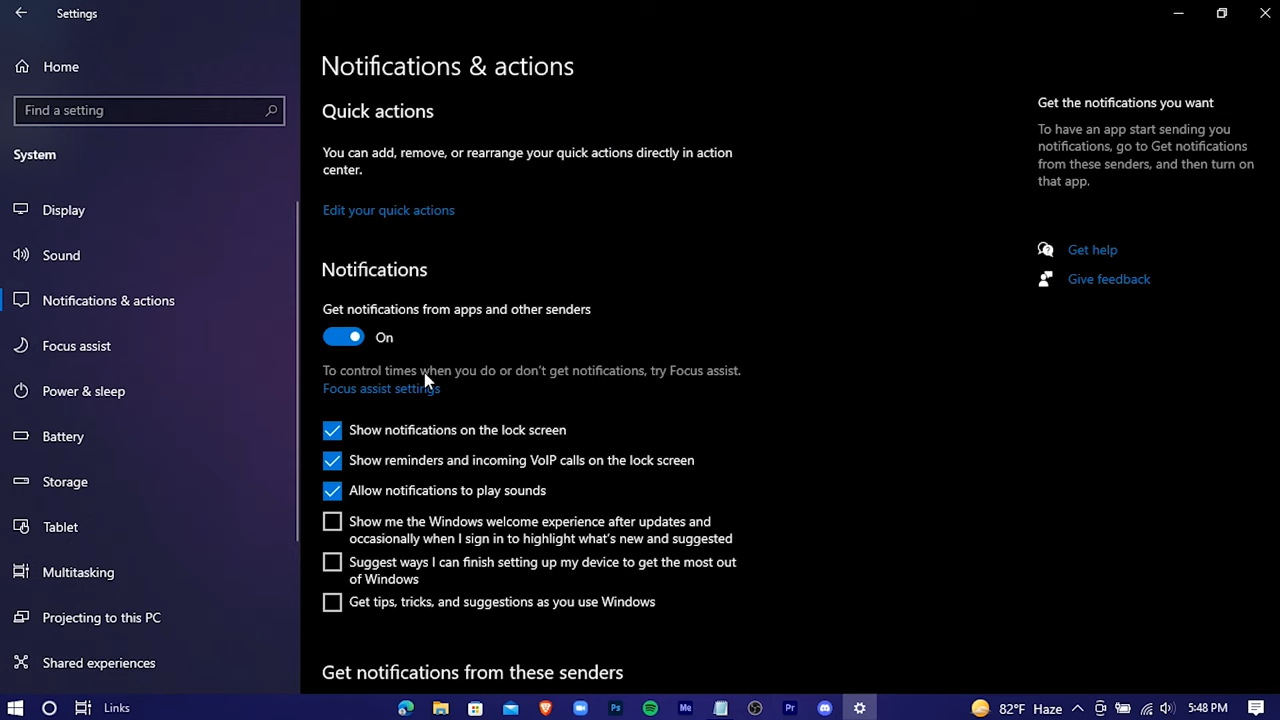 Settings
Home
Find a setting
System
Display
Sound
Notifications & actions
Focus assist
Power & sleep
Battery
Storage
Tablet
Multitasking
Projecting to this PC
Shared experiences
Notifications & actions
Quick actions
You can add, remove, or rearrange your quick actions directly in action
center.
Edit your quick actions
Notifications
Get notifications from apps and other senders
On
To control times when you do or don't get notifications, try Focus assist.
Focus assist settings
Show notifications on the lock screen
Show reminders and incoming VoIP calls on the lock screen
Allow notifications to play sounds
Show me the Windows welcome experience after updates and
occasionally when I sign in to highlight what's new and suggested
Suggest ways I can finish setting up my device to get the most out
of Windows
Get tips, tricks, and suggestions as you use Windows
Get notifications from these senders
Get the notifications you want
To have an app start sending you
notifications, go to Get notifications
from these senders, and then turn on
that app.
Get help
Give feedback
Links
Ps
Me
Pr
82°F Haze
5:48 PM